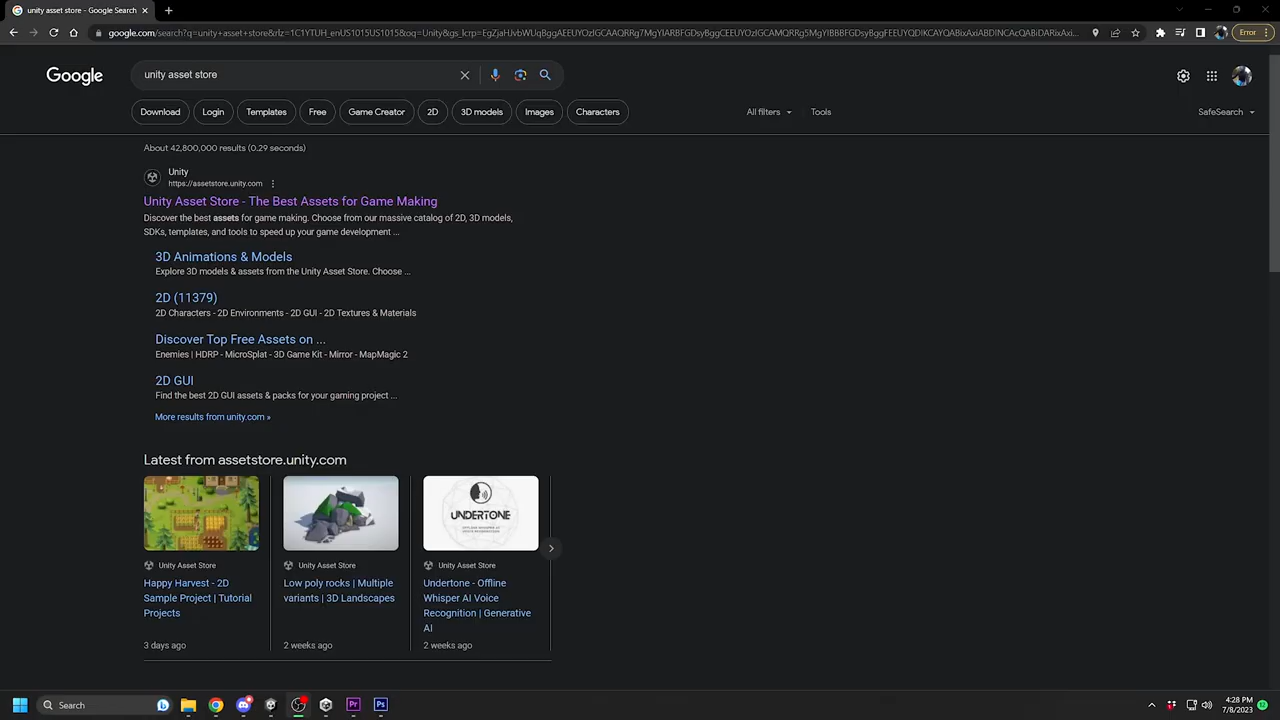 unity asset store - Google Search
Error
Google
unity asset store
Download
Login
Templates
Free
Game Creator
2D
3D models
Images
Characters
All filters
Tools
SafeSearch
About 42,800,000 results (0.29 seconds)
Unity
https://assetstore.unity.com
Unity Asset Store - The Best Assets for Game Making
Discover the best assets for game making. Choose from our massive catalog of 2D, 3D models,
SDKs, templates, and tools to speed up your game development ...
3D Animations & Models
Explore 3D models & assets from the Unity Asset Store. Choose ...
2D (11379)
2D Characters - 2D Environments - 2D GUI - 2D Textures & Materials
Discover Top Free Assets on ...
Enemies | HDRP - MicroSplat - 3D Game Kit - Mirror - MapMagic 2
2D GUI
Find the best 2D GUI assets & packs for your gaming project ...
More results from unity.com »
Latest from assetstore.unity.com
UNDERTONE
Unity Asset Store
Happy Harvest - 2D
Sample Project | Tutorial
Projects
3 days ago
Unity Asset Store
Low poly rocks | Multiple
variants | 3D Landscapes
2 weeks ago
Unity Asset Store
Undertone - Offline
Whisper AI Voice
Recognition | Generative
AI
2 weeks ago
Search
Pr
Ps
4:28 PM
7/8/2023
12